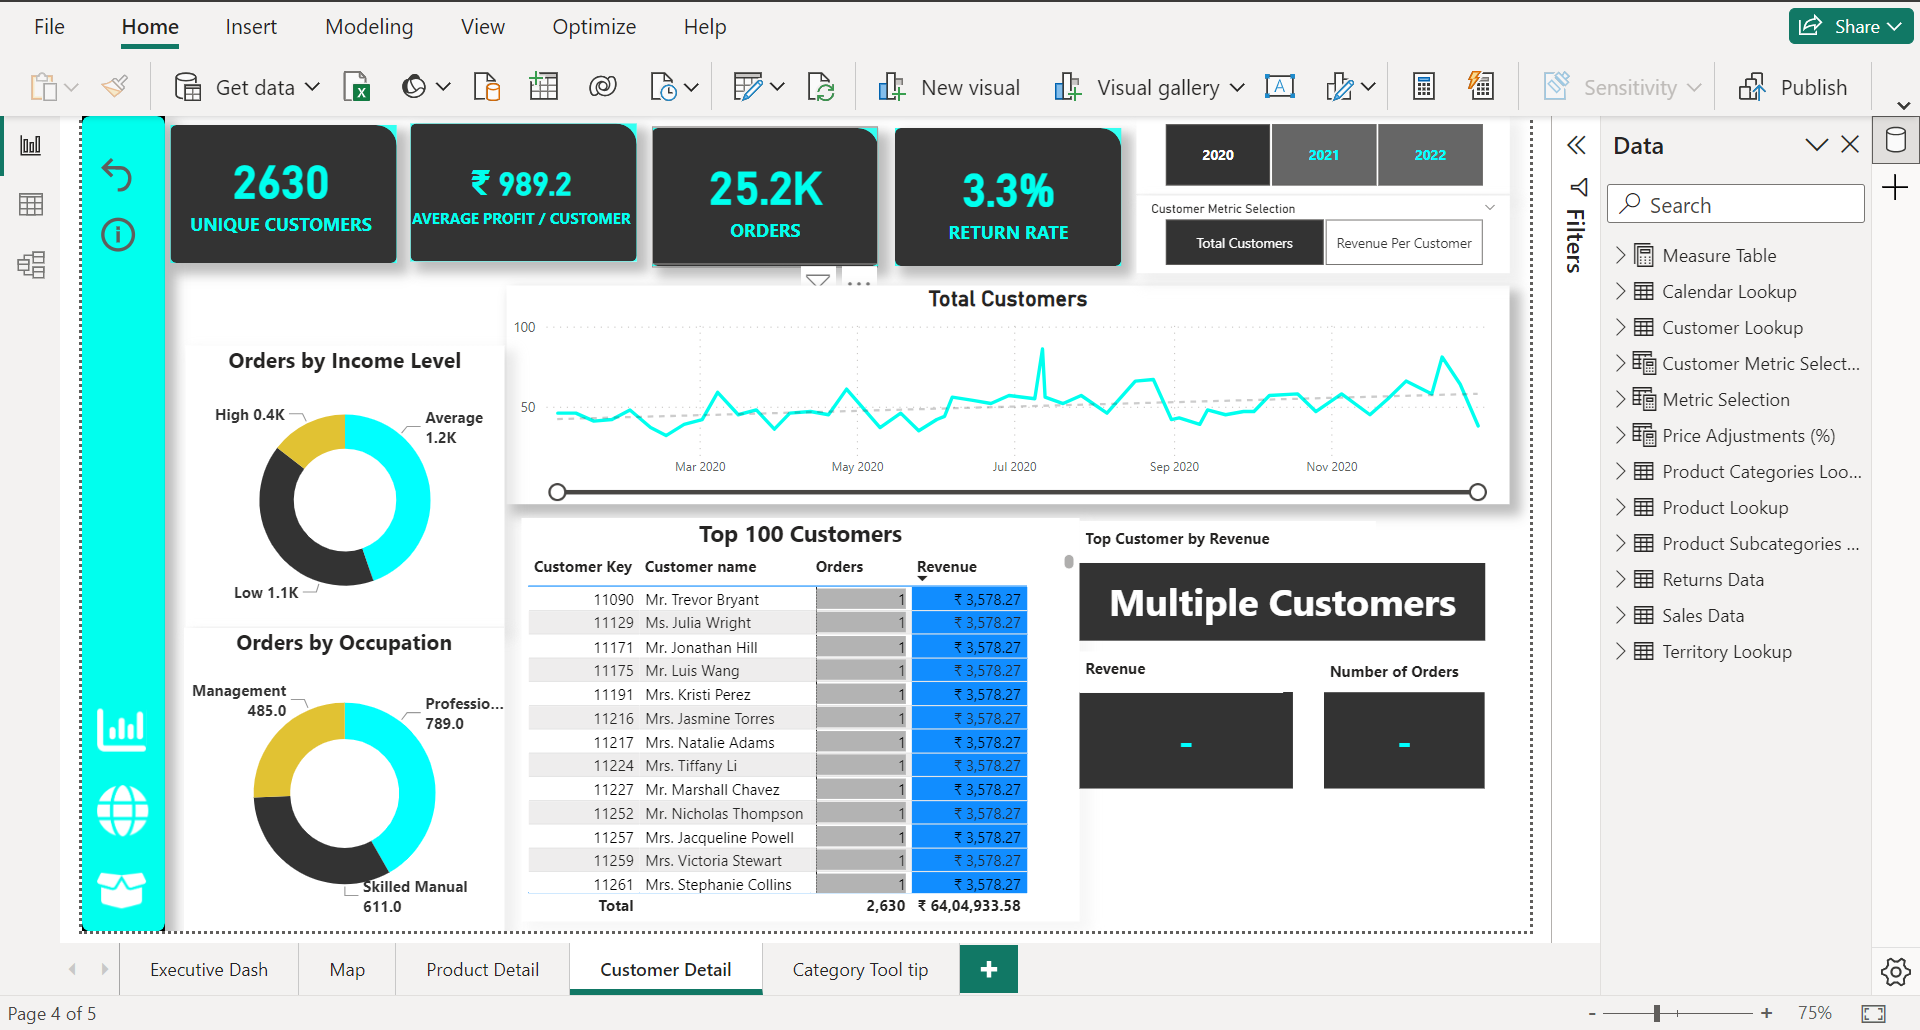 File Home Insert Modeling View Optimize Help Share
Get data New visual Visual gallery A Sensitivity Publish
2630
UNIQUE CUSTOMERS
₹ 989.2
AVERAGE PROFIT / CUSTOMER
25.2K
ORDERS
3.3%
RETURN RATE
2020 2021 2022
Customer Metric Selection
Total Customers Revenue Per Customer
Total Customers
100
50
Mar 2020 May 2020 Jul 2020 Sep 2020 Nov 2020
Orders by Income Level
High 0.4K
Average
1.2K
Low 1.1K
Orders by Occupation
Management
485.0
Professio...
789.0
Skilled Manual
611.0
Top 100 Customers
Customer Key Customer name Orders Revenue
11090 Mr. Trevor Bryant 1 ₹ 3,578.27
11129 Ms. Julia Wright 1 ₹ 3,578.27
11171 Mr. Jonathan Hill 1 ₹ 3,578.27
11175 Mr. Luis Wang 1 ₹ 3,578.27
11191 Mrs. Kristi Perez 1 ₹ 3,578.27
11216 Mrs. Jasmine Torres 1 ₹ 3,578.27
11217 Mrs. Natalie Adams 1 ₹ 3,578.27
11224 Mrs. Tiffany Li 1 ₹ 3,578.27
11227 Mr. Marshall Chavez 1 ₹ 3,578.27
11252 Mr. Nicholas Thompson 1 ₹ 3,578.27
11257 Mrs. Jacqueline Powell 1 ₹ 3,578.27
11259 Mrs. Victoria Stewart 1 ₹ 3,578.27
11261 Mrs. Stephanie Collins 1 ₹ 3,578.27
Total 2,630 ₹ 64,04,933.58
Top Customer by Revenue
Multiple Customers
Revenue
-
Number of Orders
-
Filters
Data
Search
Measure Table
Calendar Lookup
Customer Lookup
Customer Metric Select...
Metric Selection
Price Adjustments (%)
Product Categories Loo...
Product Lookup
Product Subcategories ...
Returns Data
Sales Data
Territory Lookup
Executive Dash Map Product Detail Customer Detail Category Tool tip +
Page 4 of 5
- + 75%